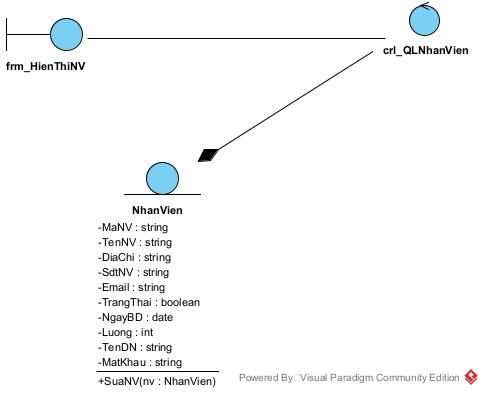 frm_HienThiNV
crl_QLNhanVien
NhanVien
-MaNV : string
-TenNV : string
-DiaChi : string
-SdtNV : string
-Email : string
-TrangThai : boolean
-NgayBD : date
-Luong : int
-TenDN : string
-MatKhau : string
+SuaNV(nv : NhanVien)
Powered By Visual Paradigm Community Edition